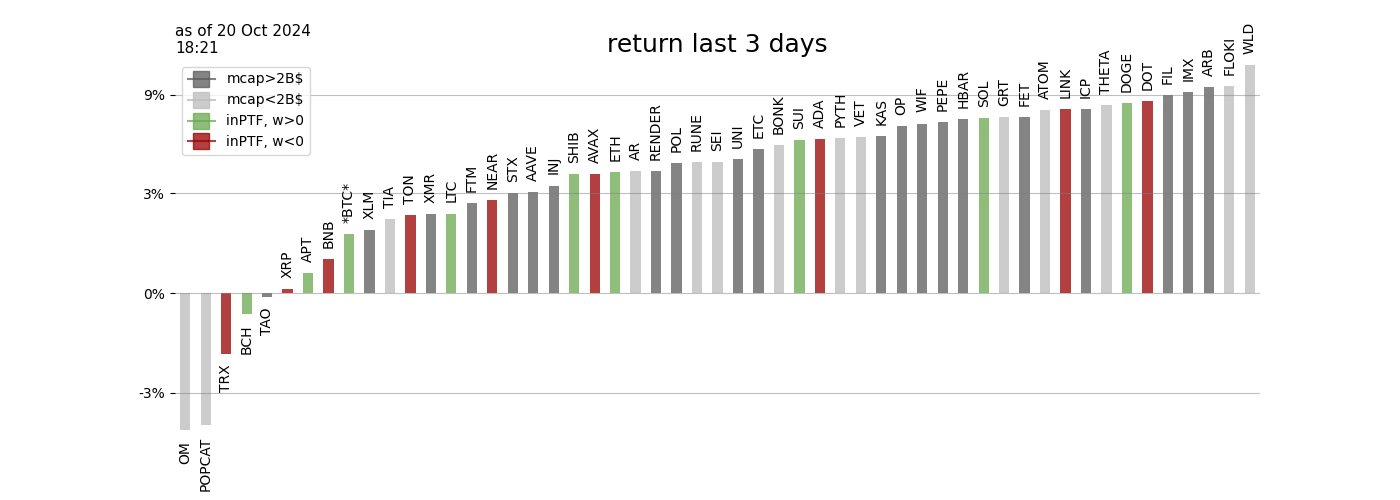 as of 20 Oct 2024
18:21
return last 3 days
mcap>2B$
mcap<2B$
inPTF, w>0
inPTF, w<0
9%
3%
0%
-3%
OM
POPCAT
TRX
BCH
TAO
XRP
APT
BNB
*BTC*
XLM
TIA
TON
XMR
LTC
FTM
NEAR
STX
AAVE
INJ
SHIB
AVAX
ETH
AR
RENDER
POL
RUNE
SEI
UNI
ETC
BONK
SUI
ADA
PYTH
VET
KAS
OP
WIF
PEPE
HBAR
SOL
GRT
FET
ATOM
LINK
ICP
THETA
DOGE
DOT
FIL
IMX
ARB
FLOKI
WLD